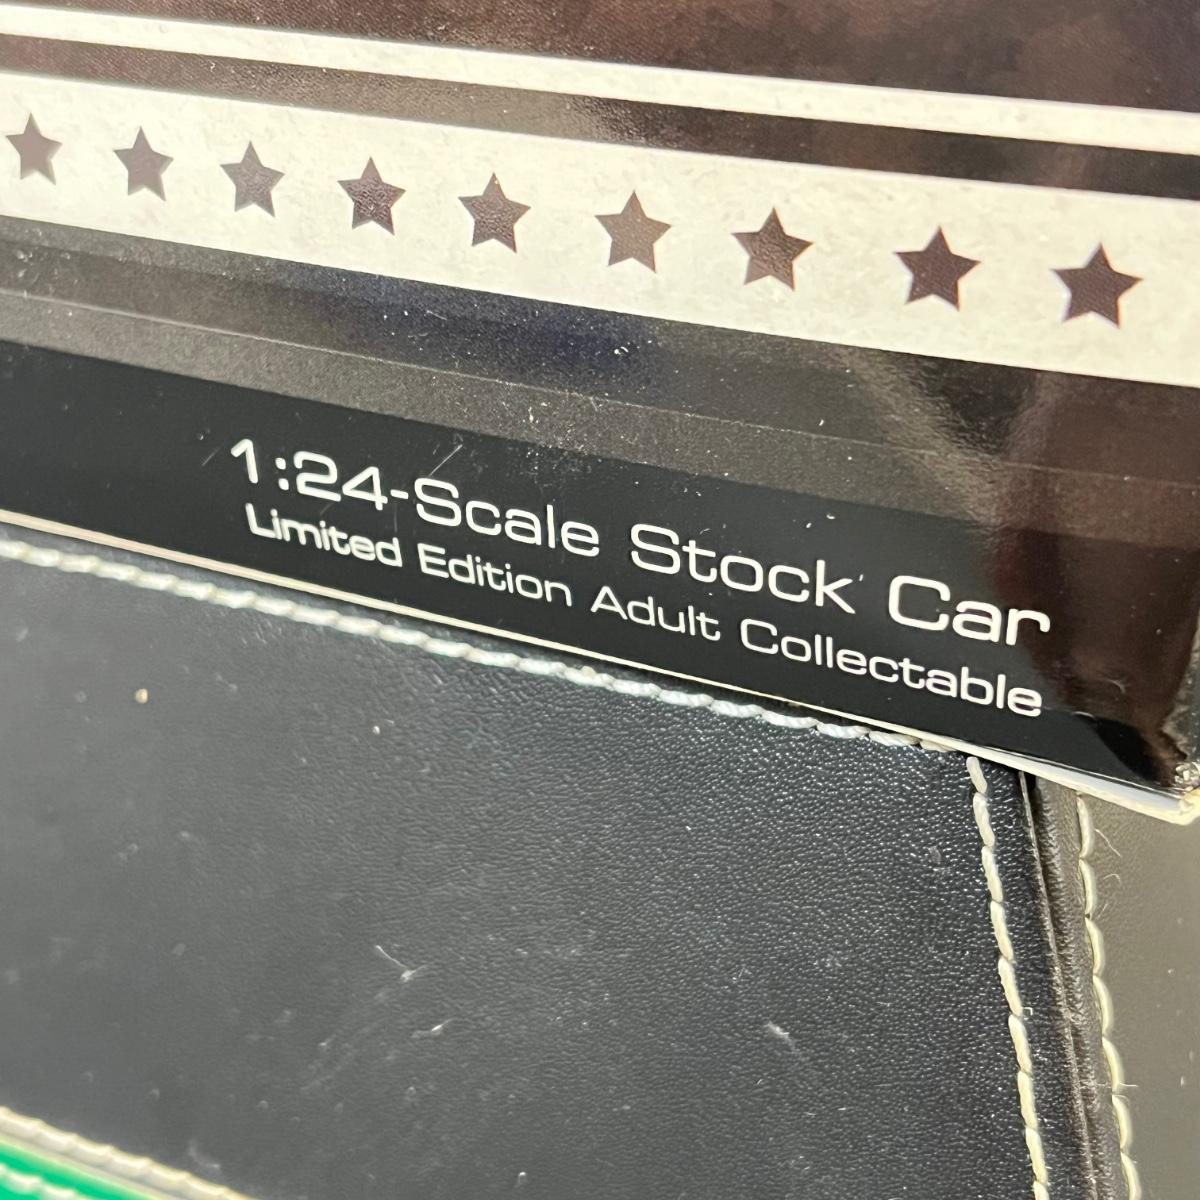 1:24-Scale Stock Car
Limited Edition Adult Collectable